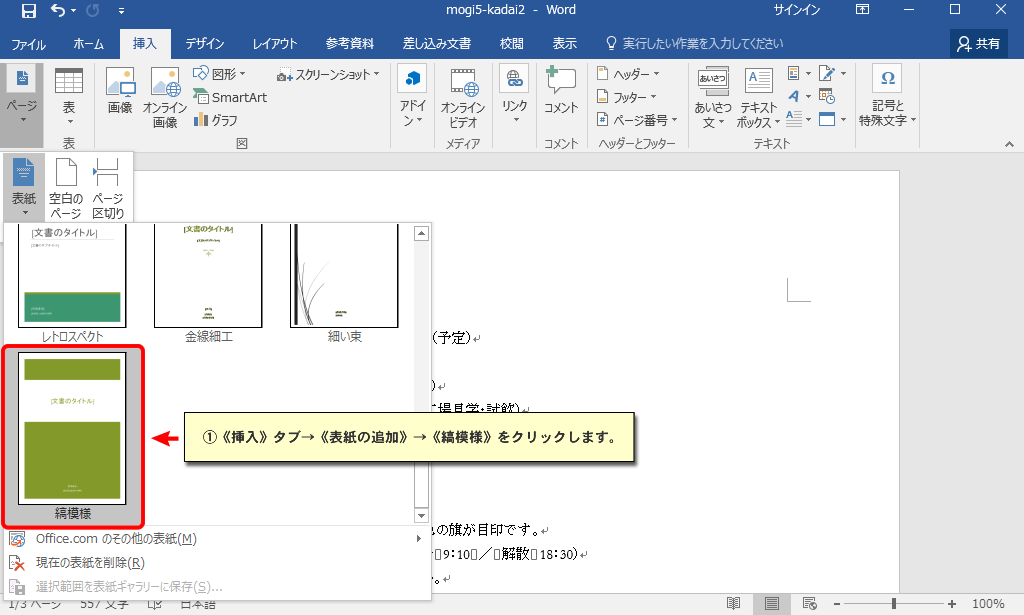 mogi5-kadai2 - Word
サインイン
ファイル ホーム 挿入 デザイン レイアウト 参考資料 差し込み文書 校閲 表示 実行したい作業を入力してください 共有
ページ
表
画像
オンライン
画像
図形
SmartArt
グラフ
スクリーンショット
アドイ
ン
オンライン
ビデオ
リンク
コメント
ヘッダー
フッター
ページ番号
あいさつ
あいさつ
文
テキスト
ボックス
記号と
特殊文字
表 図 メディア コメント ヘッダーとフッター テキスト
表紙
空白の
ページ
ページ
区切り
[文書のタイトル]
[文書のタイトル]
レトロスペクト 金線細工 細い束
(予定)
[文書のタイトル]
工場見学・試飲)
①《挿入》タブ→《表紙の追加》→《縞模様》をクリックします。
縞模様
の旗が目印です。
Office.com のその他の表紙(M)
9:10 / 解散 18:30)
現在の表紙を削除(R)
選択範囲を表紙ギャラリーに保存(S)...
1/3 ページ 557 文字 日本語
100%